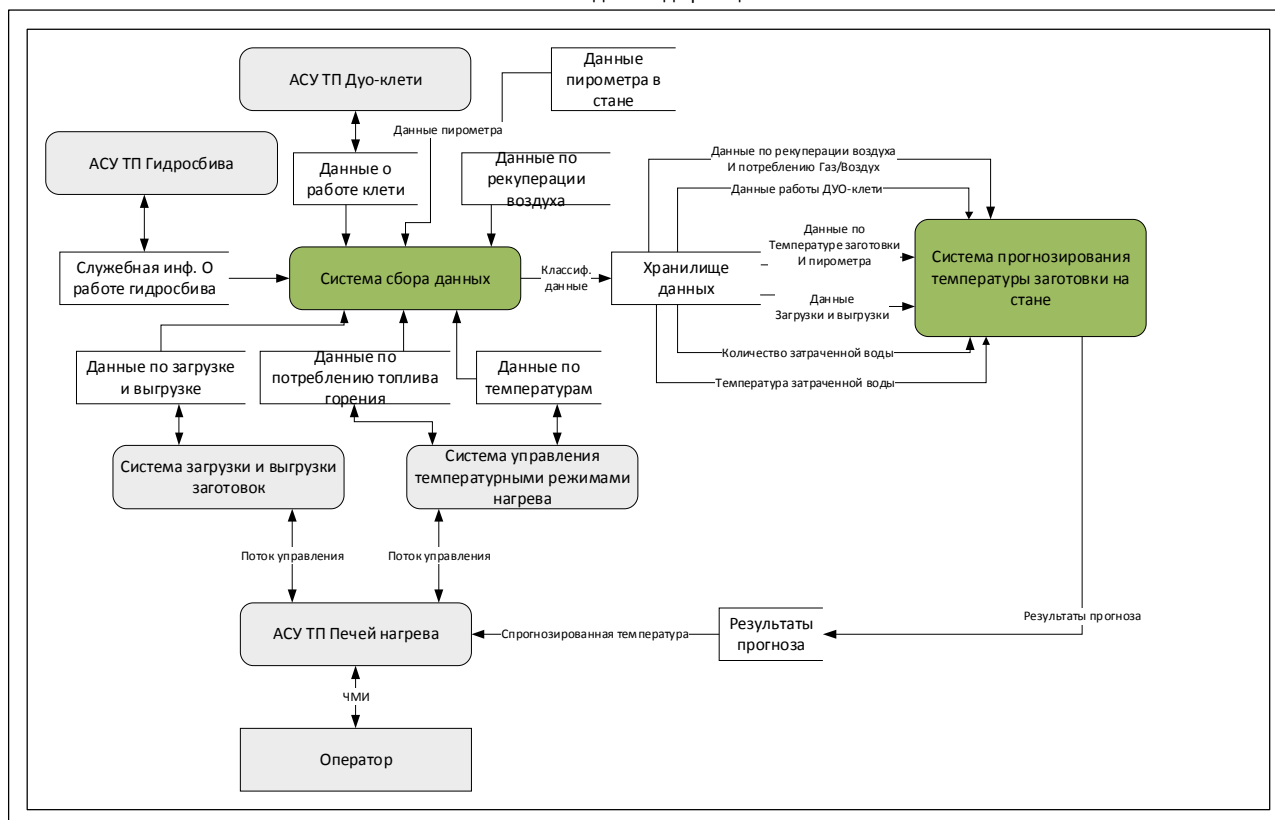 АСУ ТП Дуо-клети
Данные
пирометра в
стане
Данные пирометра
АСУ ТП Гидросбива
Данные о
работе клети
Данные по
рекуперации
воздуха
Данные по рекуперации воздуха
И потреблению Газ/Воздух
Данные работы ДУО-клети
Служебная инф. О
работе гидросбива
Система сбора данных
Классиф.
данные
Хранилище
данных
Данные по
Температуре заготовки
И пирометра
Данные
Загрузки и выгрузки
Система прогнозирования
температуры заготовки на
стане
Количество затраченной воды
Температура затраченной воды
Данные по загрузке
и выгрузке
Данные по
потреблению топлива
горения
Данные по
температурам
Система загрузки и выгрузки
заготовок
Система управления
температурными режимами
нагрева
Поток управления
Поток управления
АСУ ТП Печей нагрева
Спрогнозированная температура
Результаты
прогноза
Результаты прогноза
ЧМИ
Оператор